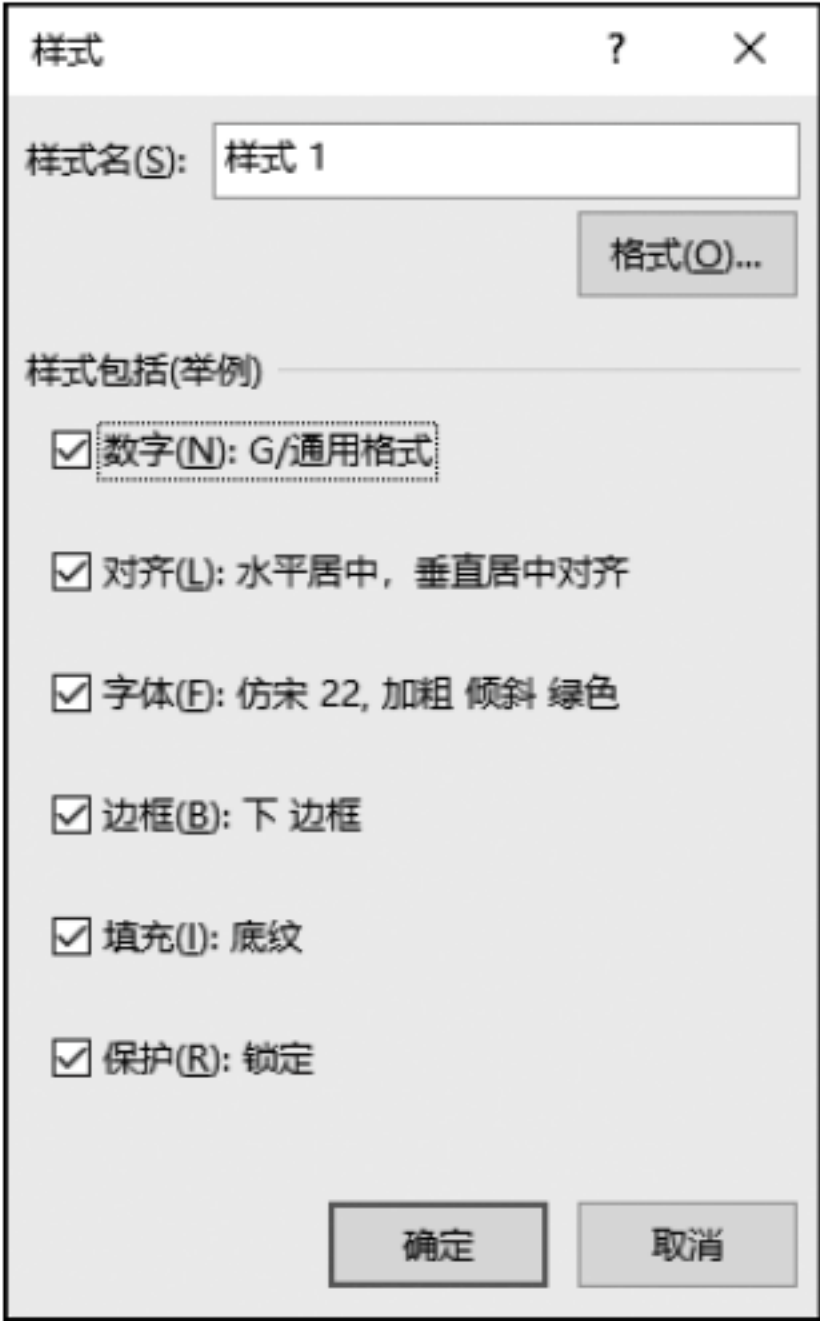 样式 ? ×
样式名(S): 样式 1
格式(O)...
样式包括(举例)
数字(N): G/通用格式
对齐(L): 水平居中，垂直居中对齐
字体(F): 仿宋 22, 加粗 倾斜 绿色
边框(B): 下 边框
填充(I): 底纹
保护(R): 锁定
确定 取消